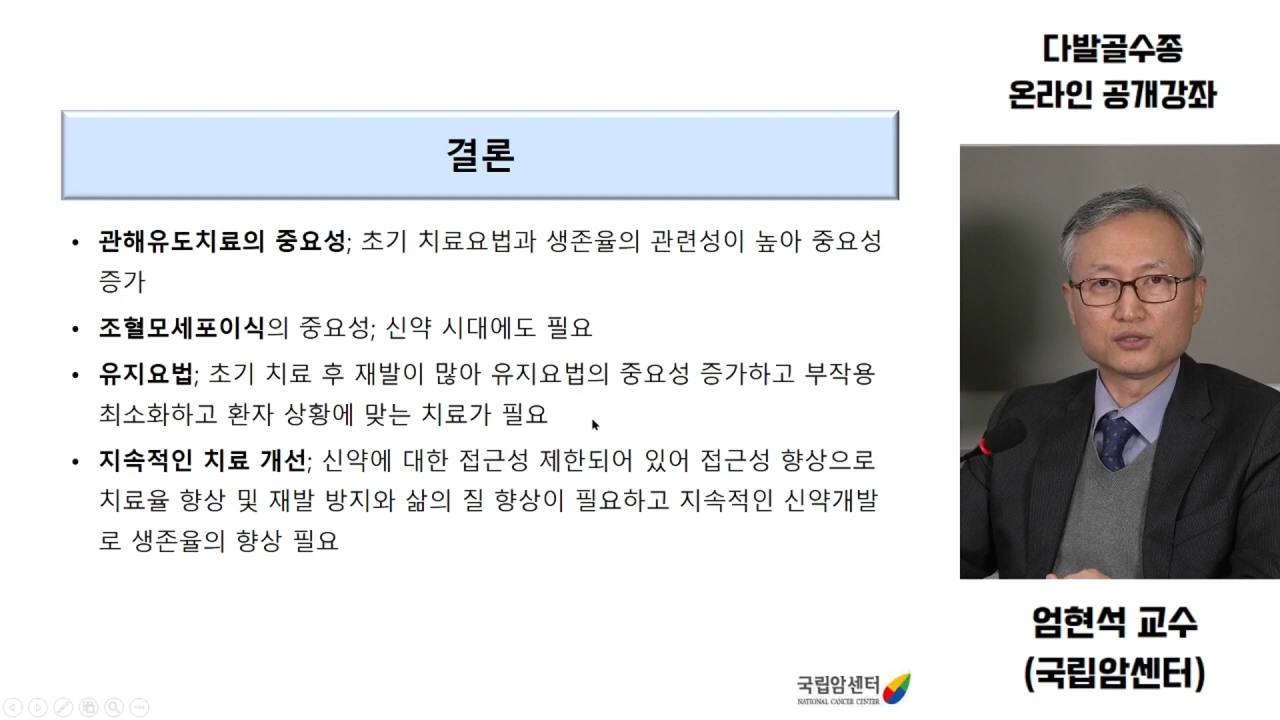 다발골수종
온라인 공개강좌
결론
• 관해유도치료의 중요성; 초기 치료요법과 생존율의 관련성이 높아 중요성
증가
• 조혈모세포이식의 중요성; 신약 시대에도 필요
• 유지요법; 초기 치료 후 재발이 많아 유지요법의 중요성 증가하고 부작용
최소화하고 환자 상황에 맞는 치료가 필요
• 지속적인 치료 개선; 신약에 대한 접근성 제한되어 있어 접근성 향상으로
치료율 향상 및 재발 방지와 삶의 질 향상이 필요하고 지속적인 신약개발
로 생존율의 향상 필요
엄현석 교수
(국립암센터)
국립암센터
NATIONAL CANCER CENTER